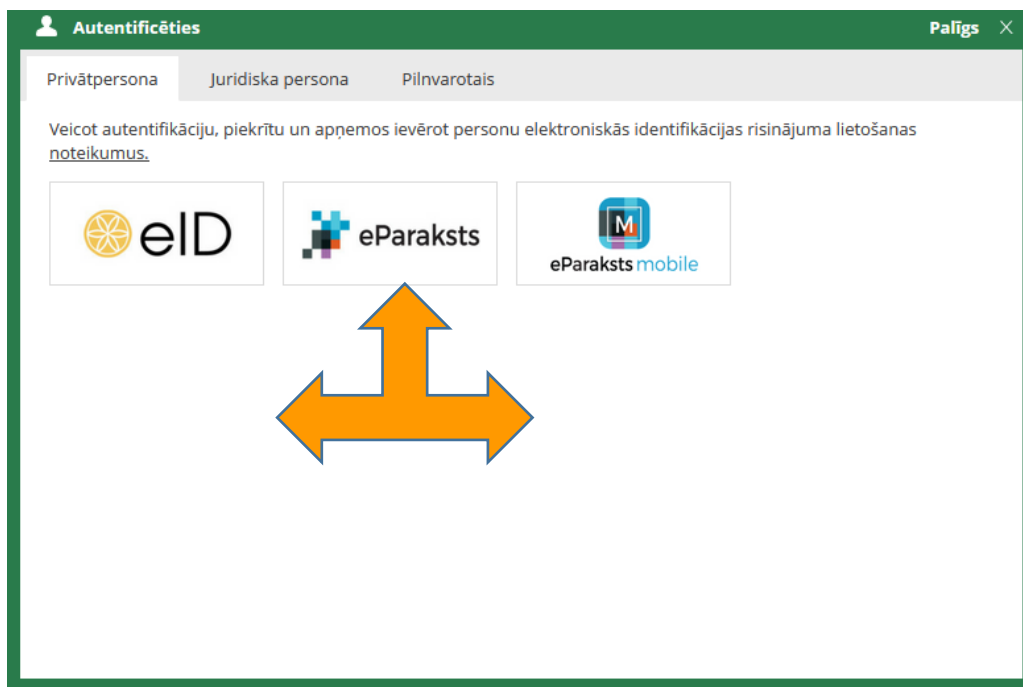 Autentificēties
Palīgs
Privātpersona
Juridiska persona
Pilnvarotais
Veicot autentifikāciju, piekrītu un apņemos ievērot personu elektroniskās identifikācijas risinājuma lietošanas
noteikumus.
eID
eParaksts
M
eParaksts mobile